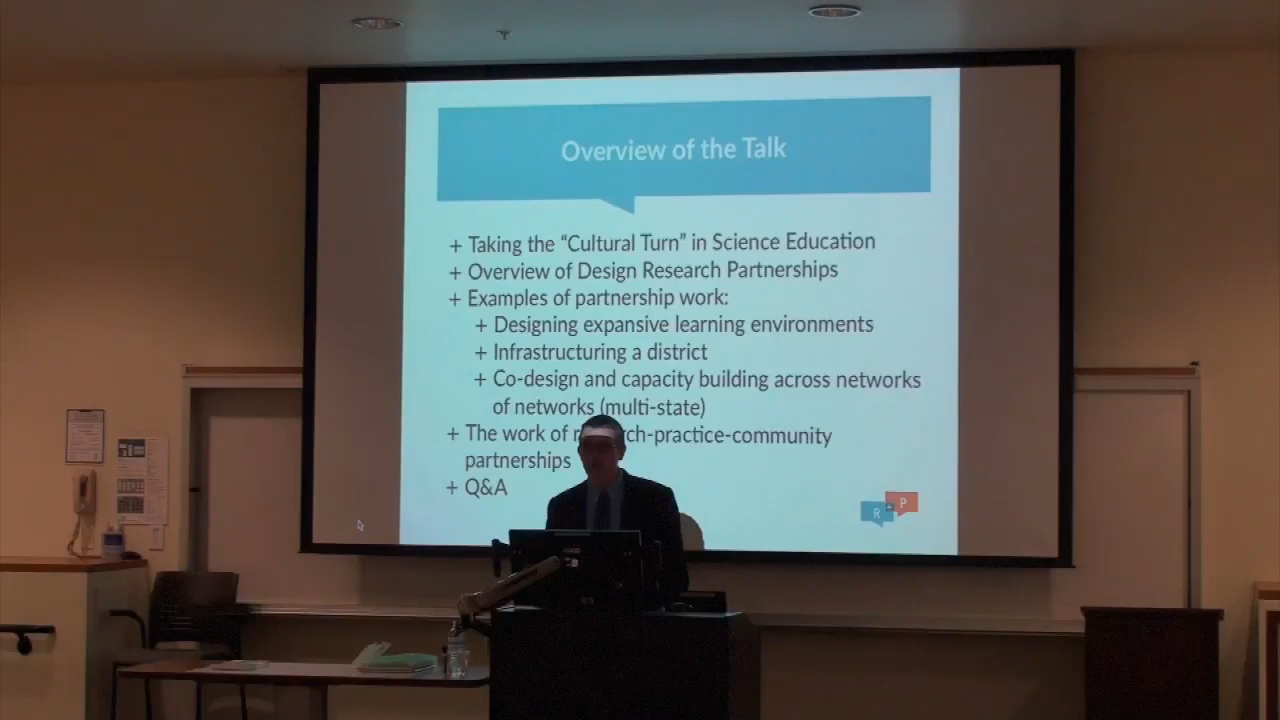 Overview of the Talk
+ Taking the “Cultural Turn” in Science Education
+ Overview of Design Research Partnerships
+ Examples of partnership work:
+ Designing expansive learning environments
+ Infrastructuring a district
+ Co-design and capacity building across networks
of networks (multi-state)
+ The work of r ch-practice-community
partnerships
+ Q&A
R + P